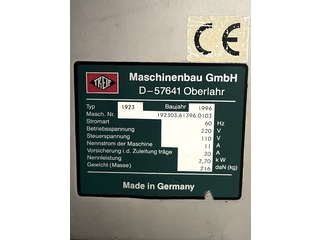 CE
TREIF
Maschinenbau GmbH
D-57641 Oberlahr
Typ 1923 Baujahr 1996
Masch. Nr. 192303.61396.0103
Stromart 60 Hz
Betriebsspannung 220 V
Steuerspannung 110 V
Nennstrom der Maschine 11 A
Vorsicherung i.d. Zuleitung träge 20 A
Nennleistung 2,70 kW
Gewicht (Masse) 216 daN (kg)
Made in Germany